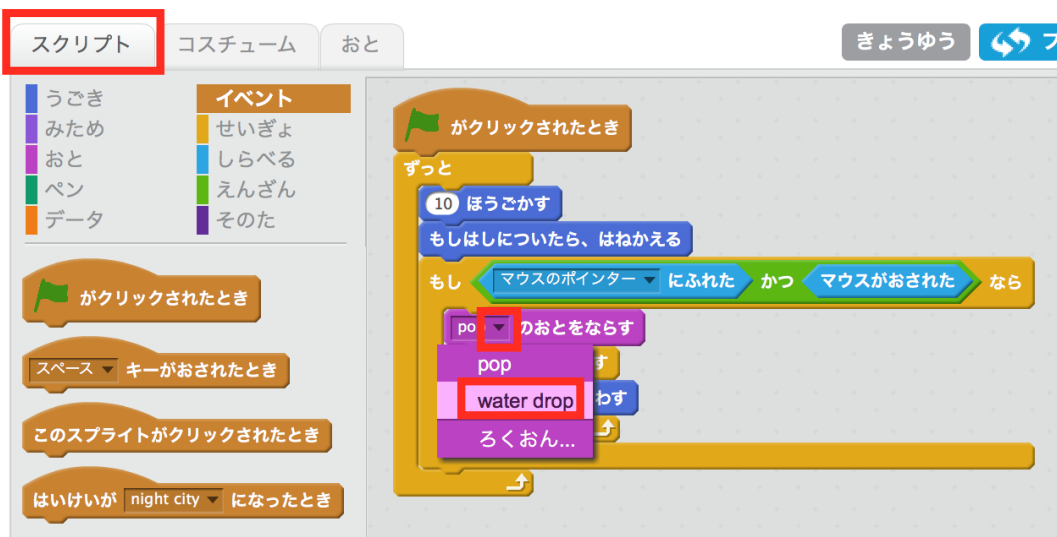 スクリプト コスチューム おと きょうゆう
うごき イベント
みため せいぎょ
おと しらべる
ペン えんざん
データ そのた
がクリックされたとき
スペース キーがおされたとき
このスプライトがクリックされたとき
はいけいが night city になったとき
がクリックされたとき
ずっと
10 ほうごかす
もしはしについたら、はねかえる
もし マウスのポインター にふれた かつ マウスがおされた なら
のおとをならす
pop す
water drop わす
ろくおん...